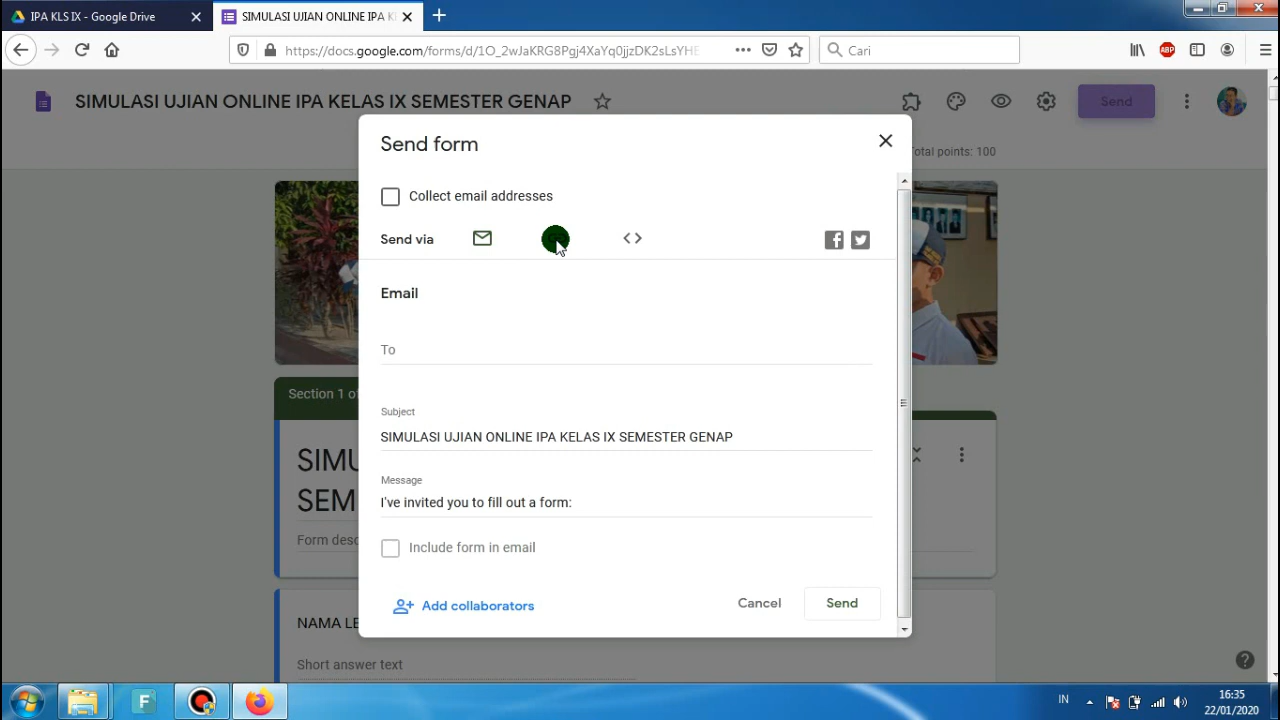 IPA KLS IX - Google Drive
SIMULASI UJIAN ONLINE IPA K
https://docs.google.com/forms/d/1O_2wJaKRG8Pgj4XaYq0jjzDK2sLsYHE
Cari
ABP
SIMULASI UJIAN ONLINE IPA KELAS IX SEMESTER GENAP
Send
Total points: 100
Send form
Collect email addresses
Send via
Email
To
Subject
SIMULASI UJIAN ONLINE IPA KELAS IX SEMESTER GENAP
Message
I've invited you to fill out a form:
Include form in email
Add collaborators
Cancel
Send
Section 1 of
SIMU
SEM
Form desc
NAMA LE
Short answer text
IN
16:35
22/01/2020